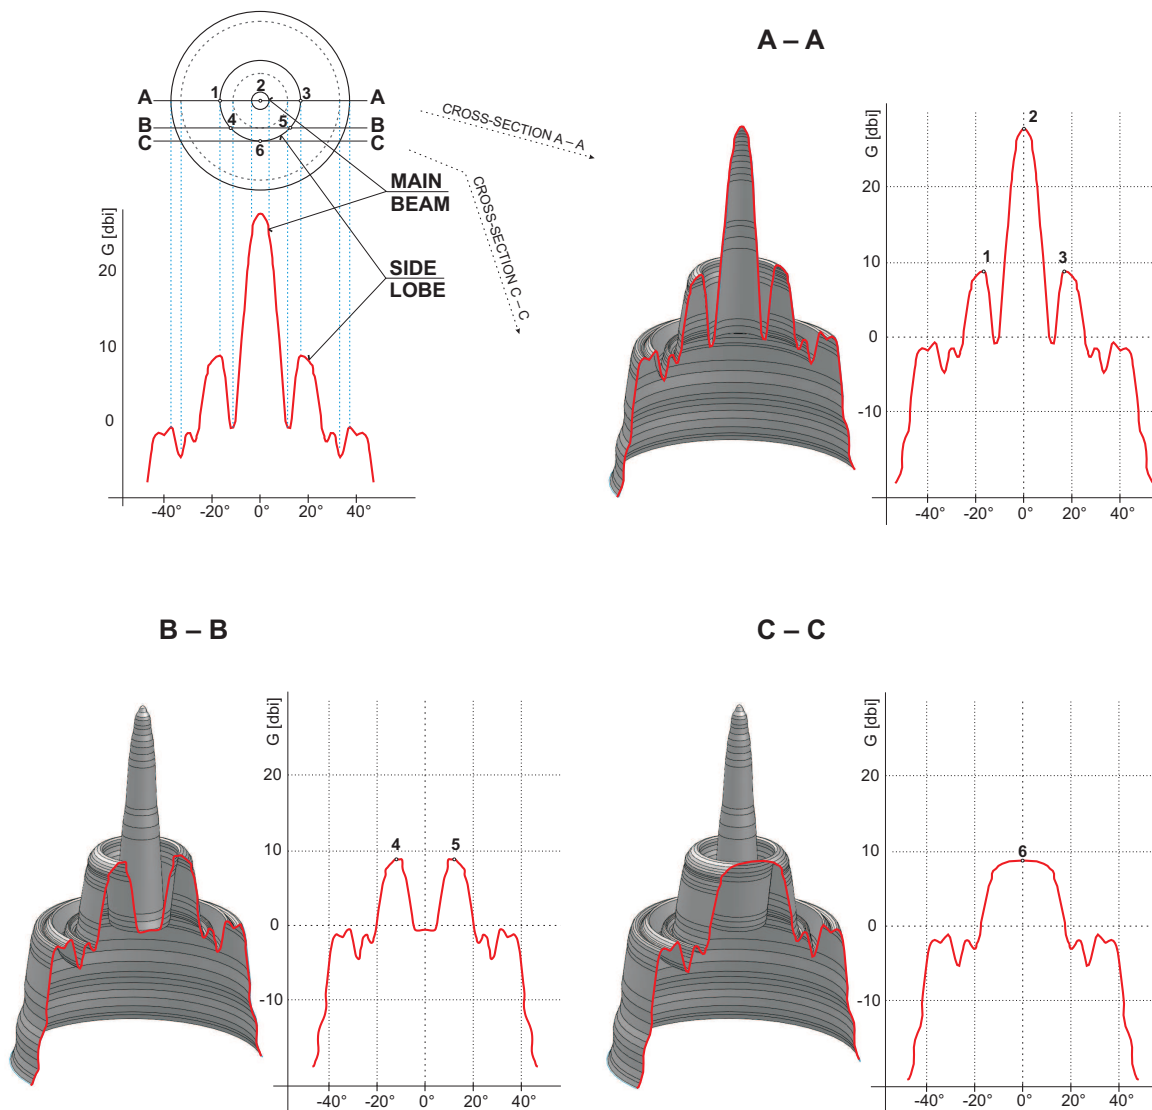 A – A
1 2 3
A A
4 5
B B
6
C C
CROSS-SECTION A – A
CROSS-SECTION C – C
MAIN
BEAM
SIDE
LOBE
G [dbi]
20
10
0
-40° -20° 0° 20° 40°
G [dbi]
2
20
1 3
10
0
-10
-40° -20° 0° 20° 40°
B – B
G [dbi]
20
4 5
10
0
-10
-40° -20° 0° 20° 40°
C – C
G [dbi]
20
6
10
0
-10
-40° -20° 0° 20° 40°